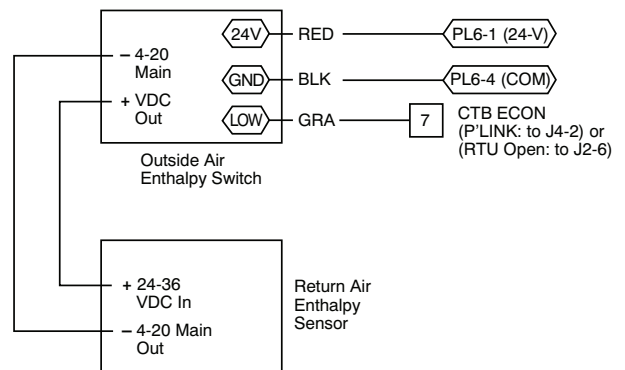 24V RED PL6-1 (24-V)
– 4-20
Main
GND BLK PL6-4 (COM)
+ VDC
Out
LOW GRA 7 CTB ECON
(P'LINK: to J4-2) or
(RTU Open: to J2-6)
Outside Air
Enthalpy Switch
+ 24-36
VDC In
– 4-20 Main
Out
Return Air
Enthalpy
Sensor